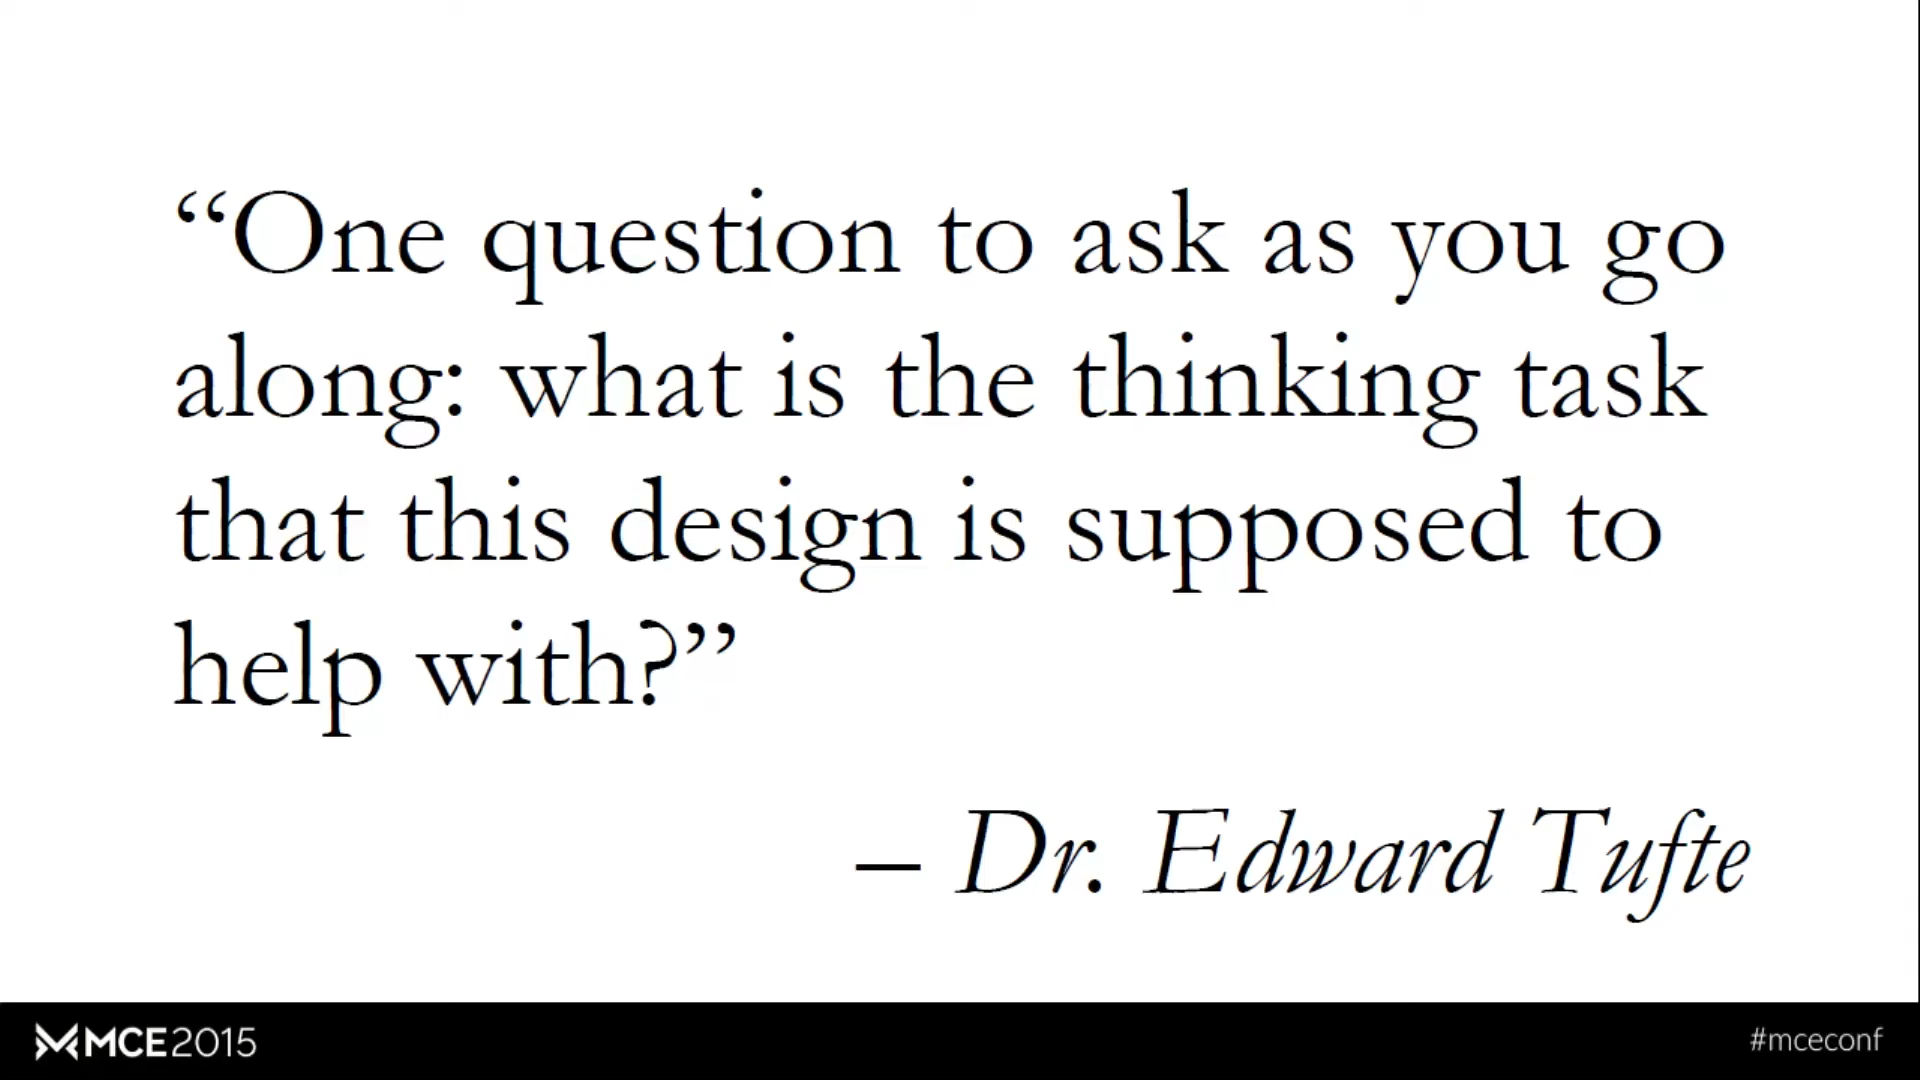 “One question to ask as you go
along: what is the thinking task
that this design is supposed to
help with?”
– Dr. Edward Tufte
MCE2015
#mceconf